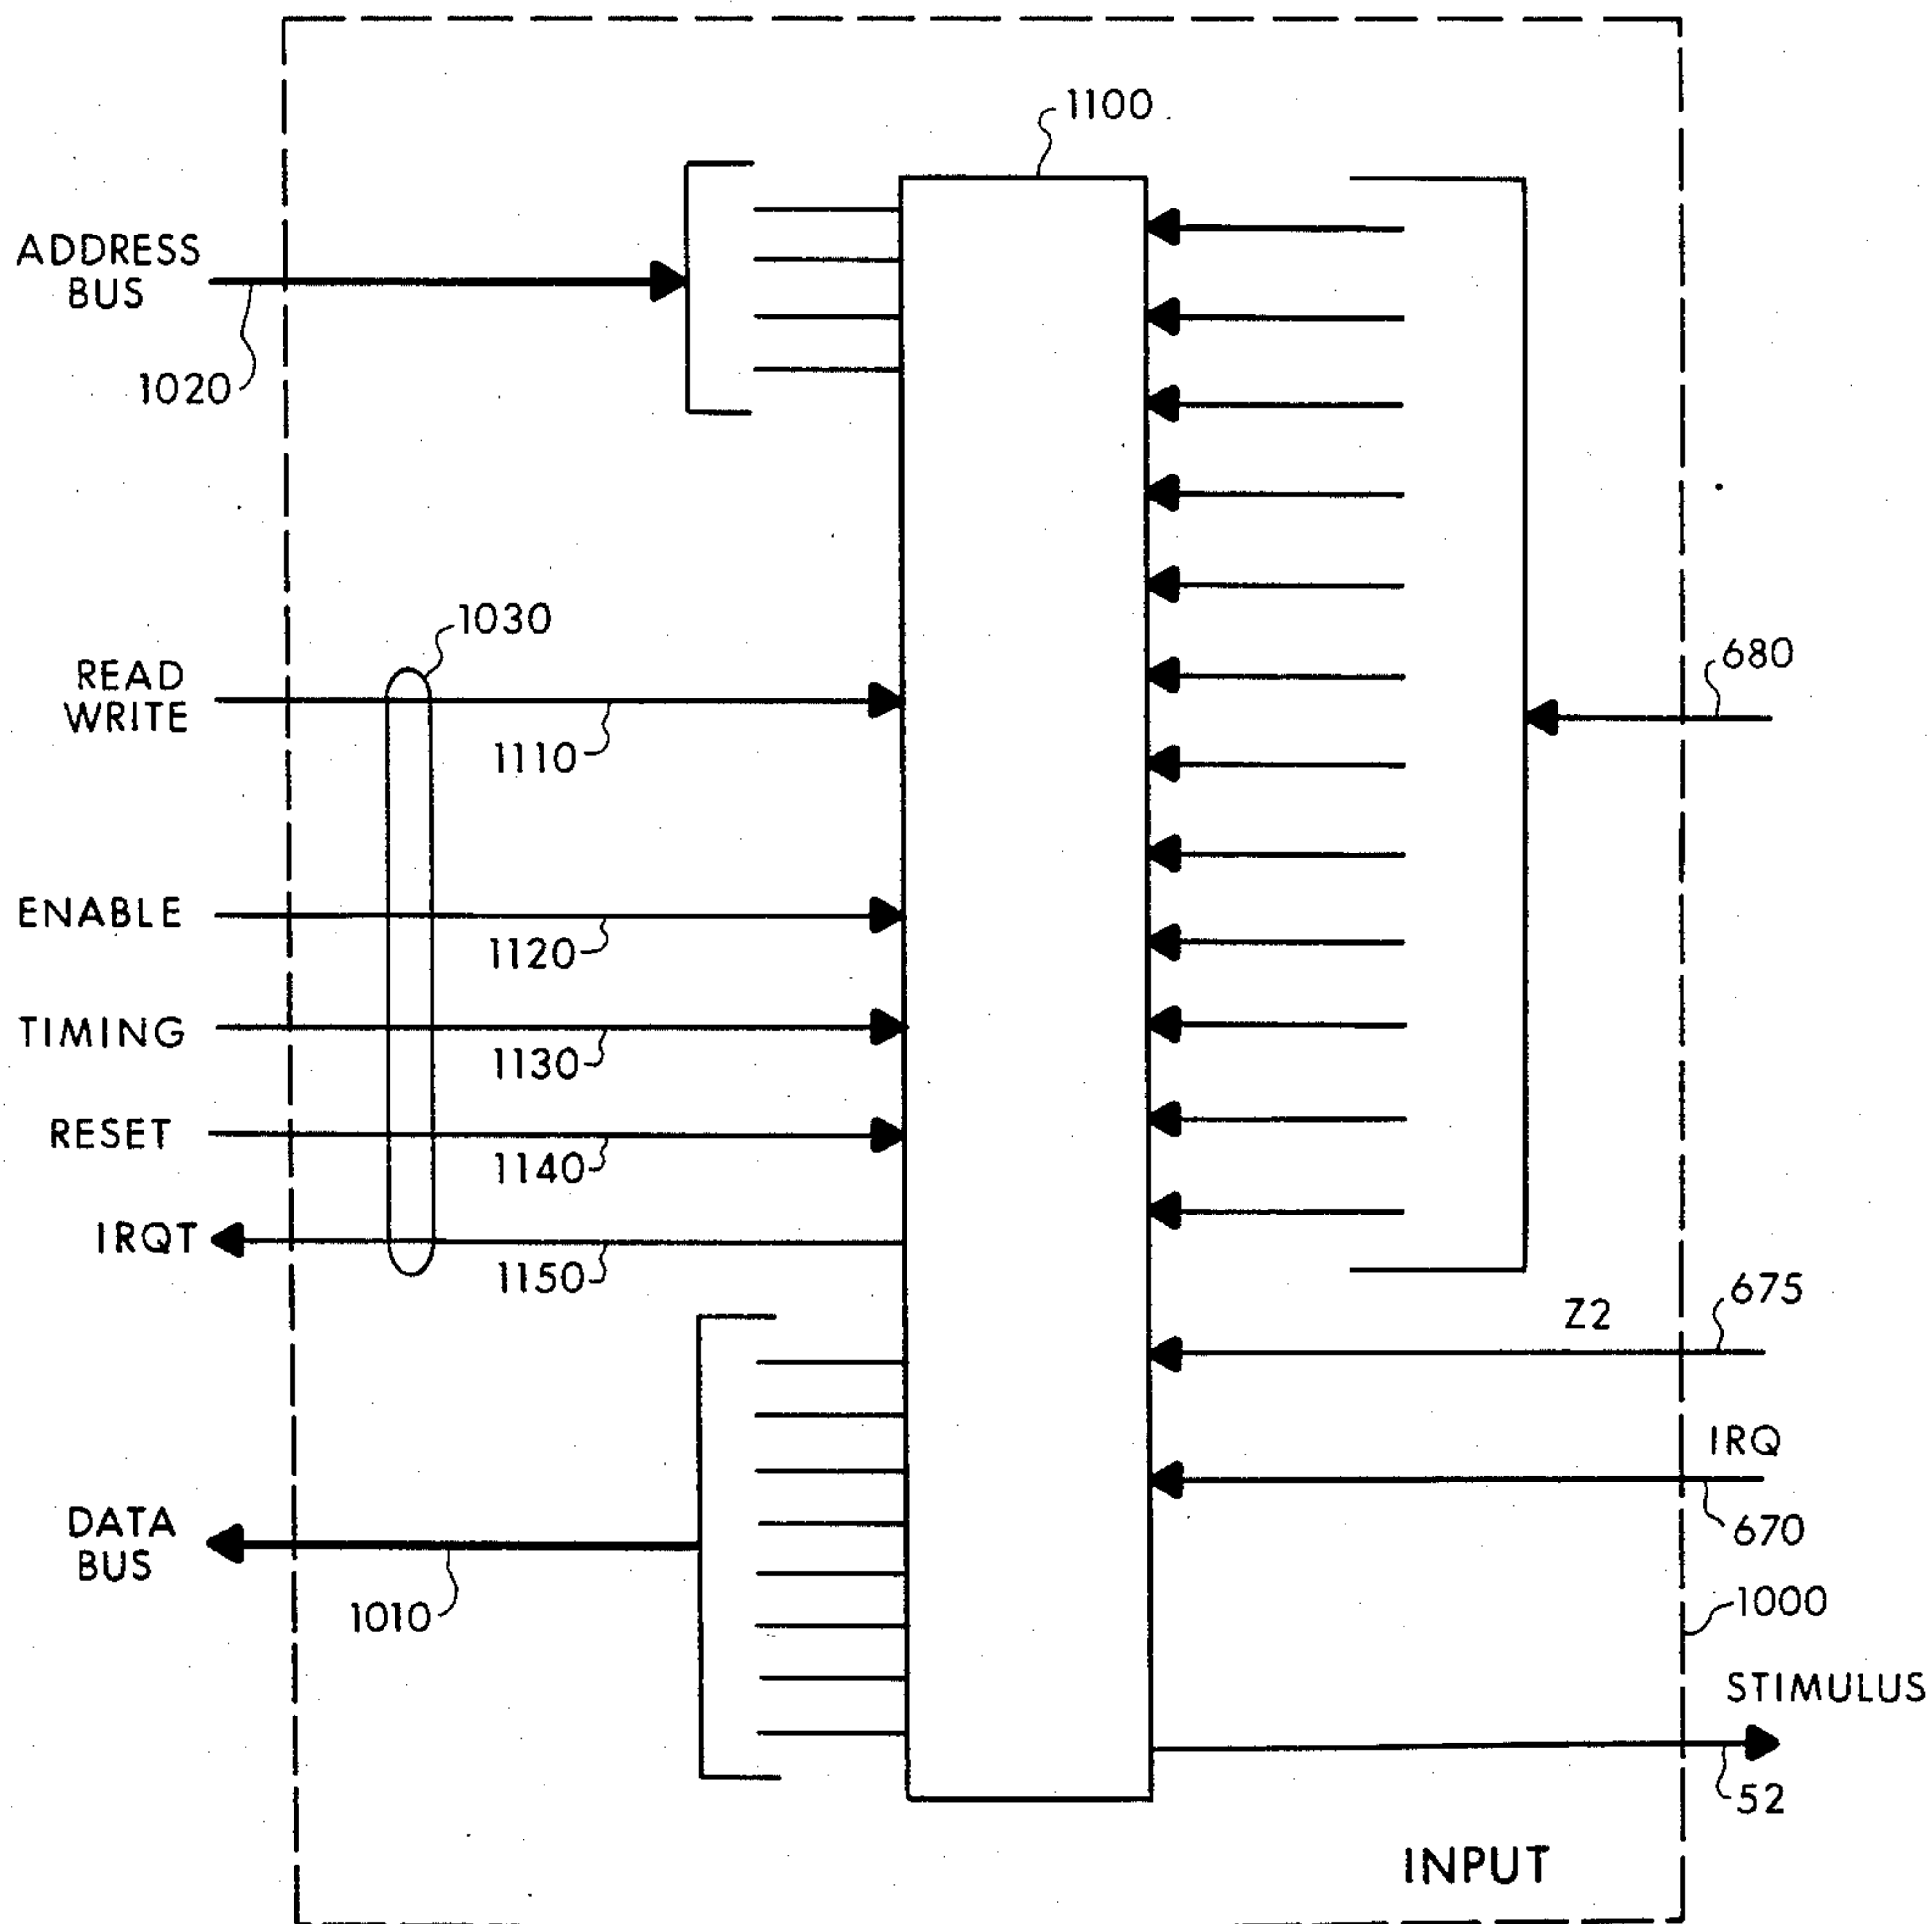 1100
ADDRESS
BUS
1020
1030
READ
WRITE
1110
680
ENABLE
1120
TIMING
1130
RESET
1140
IRQT
1150
Z2
675
IRQ
670
DATA
BUS
1010
1000
STIMULUS
52
INPUT